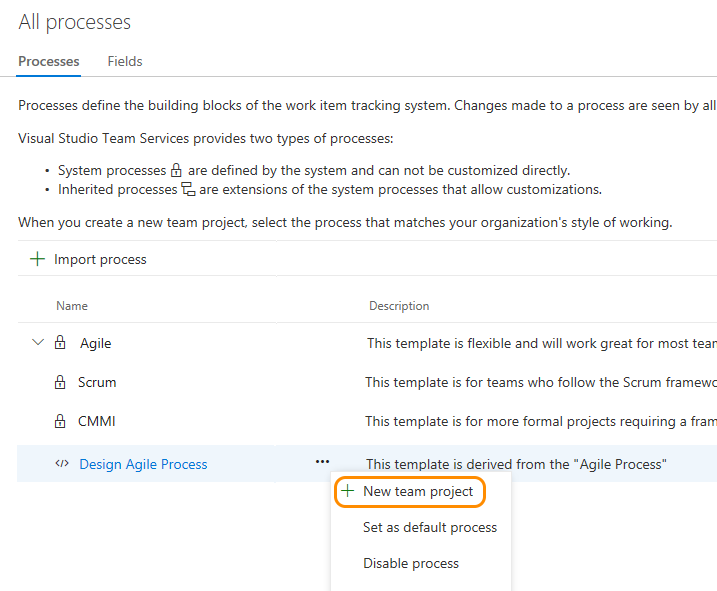 All processes
Processes Fields
Processes define the building blocks of the work item tracking system. Changes made to a process are seen by all
Visual Studio Team Services provides two types of processes:
• System processes are defined by the system and can not be customized directly.
• Inherited processes are extensions of the system processes that allow customizations.
When you create a new team project, select the process that matches your organization's style of working.
+ Import process
Name Description
Agile This template is flexible and will work great for most
Scrum This template is for teams who follow the Scrum
CMMI This template is for more formal projects requiring a
</> Design Agile Process ••• This template is derived from the "Agile Process"
+ New team project
Set as default process
Disable process